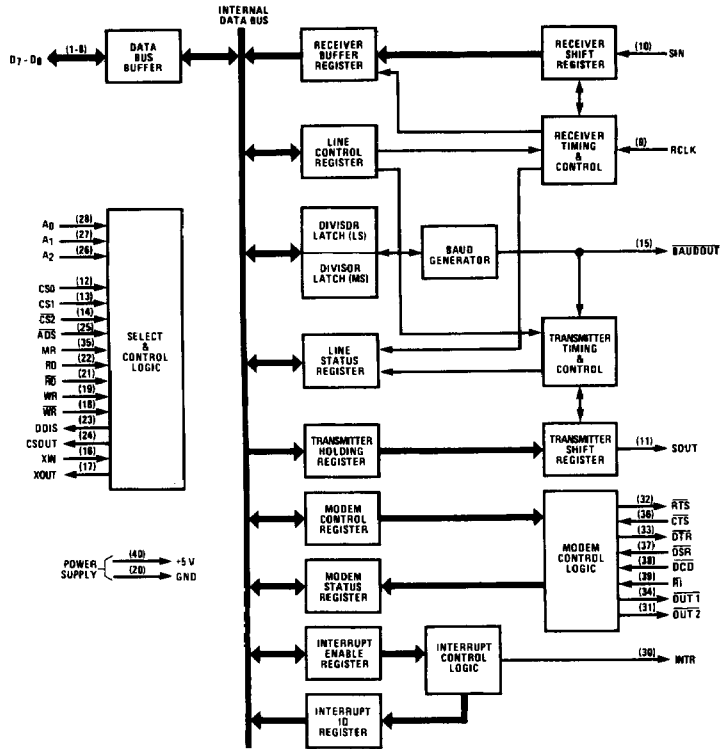 INTERNAL
DATA BUS
D7 - D0
(1-8)
DATA
BUS
BUFFER
RECEIVER
BUFFER
REGISTER
RECEIVER
SHIFT
REGISTER
(10)
SIN
LINE
CONTROL
REGISTER
RECEIVER
TIMING
&
CONTROL
(9)
RCLK
A0 (28)
A1 (27)
A2 (26)
CS0 (12)
CS1 (13)
CS2 (14)
ADS (25)
MR (35)
RD (22)
RD (21)
WR (19)
WR (18)
DDIS (23)
CSOUT (24)
XIN (16)
XOUT (17)
SELECT
&
CONTROL
LOGIC
DIVISOR
LATCH (LS)
DIVISOR
LATCH (MS)
BAUD
GENERATOR
(15)
BAUDOUT
LINE
STATUS
REGISTER
TRANSMITTER
TIMING
&
CONTROL
TRANSMITTER
HOLDING
REGISTER
TRANSMITTER
SHIFT
REGISTER
(11)
SOUT
MODEM
CONTROL
REGISTER
MODEM
CONTROL
LOGIC
(32) RTS
(36) CTS
(33) DTR
(37) DSR
(38) DCD
(39) RI
(34) OUT 1
(31) OUT 2
POWER
SUPPLY
(40) +5 V
(20) GND
MODEM
STATUS
REGISTER
INTERRUPT
ENABLE
REGISTER
INTERRUPT
CONTROL
LOGIC
(30)
INTR
INTERRUPT
ID
REGISTER